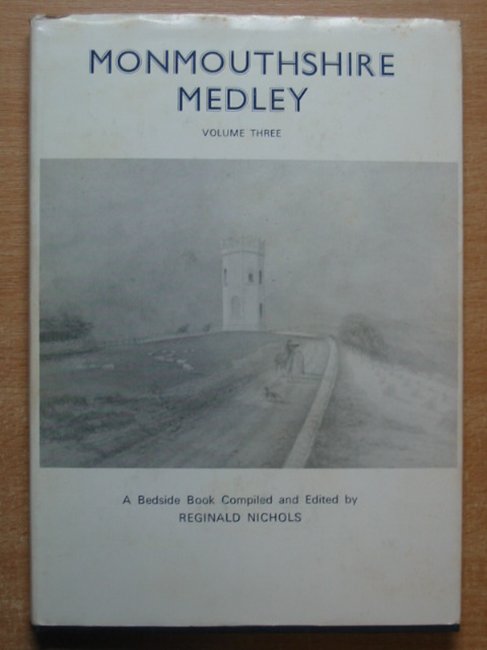 MONMOUTHSHIRE
MEDLEY
VOLUME THREE
A Bedside Book Compiled and Edited by
REGINALD NICHOLS